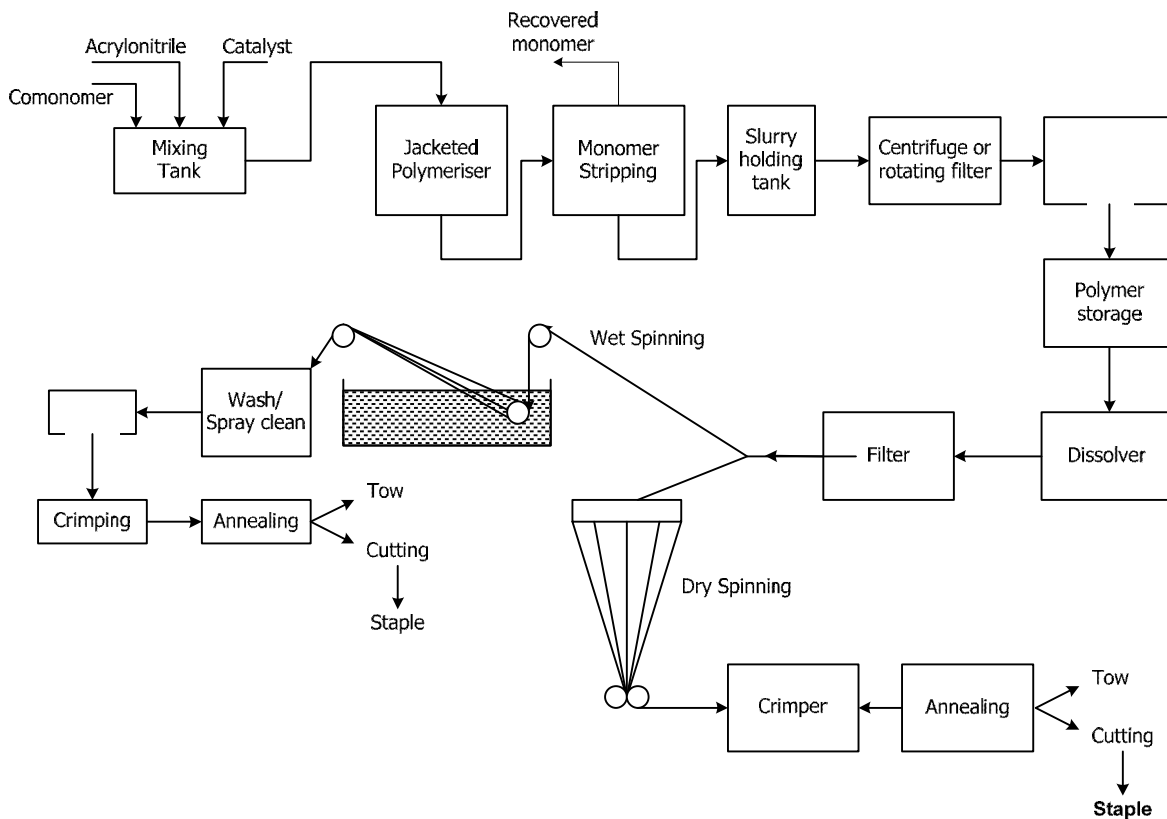 Recovered
monomer
Acrylonitrile
Catalyst
Comonomer
Mixing
Tank
Jacketed
Polymeriser
Monomer
Stripping
Slurry
holding
tank
Centrifuge or
rotating filter
Polymer
storage
Wet Spinning
Wash/
Spray clean
Filter
Dissolver
Crimping
Annealing
Tow
Cutting
Staple
Dry Spinning
Crimper
Annealing
Tow
Cutting
Staple